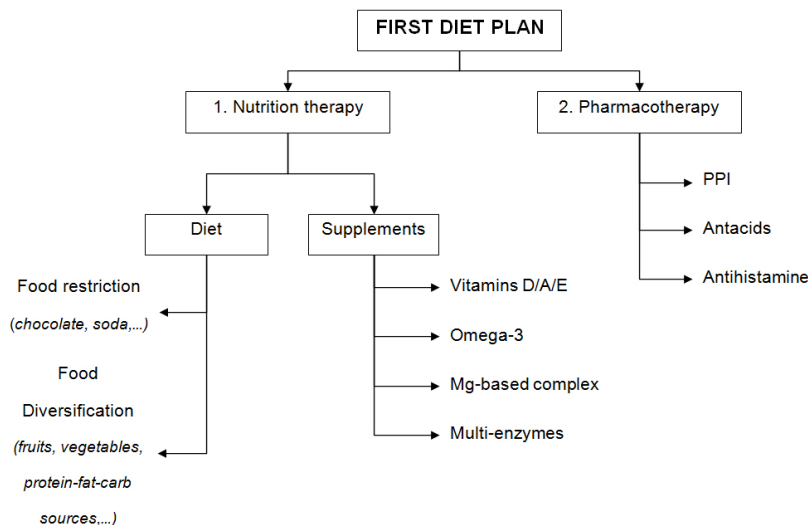 FIRST DIET PLAN
1. Nutrition therapy
2. Pharmacotherapy
PPI
Antacids
Antihistamine
Diet
Supplements
Food restriction
(chocolate, soda,...)
Food
Diversification
(fruits, vegetables,
protein-fat-carb
sources,...)
Vitamins D/A/E
Omega-3
Mg-based complex
Multi-enzymes